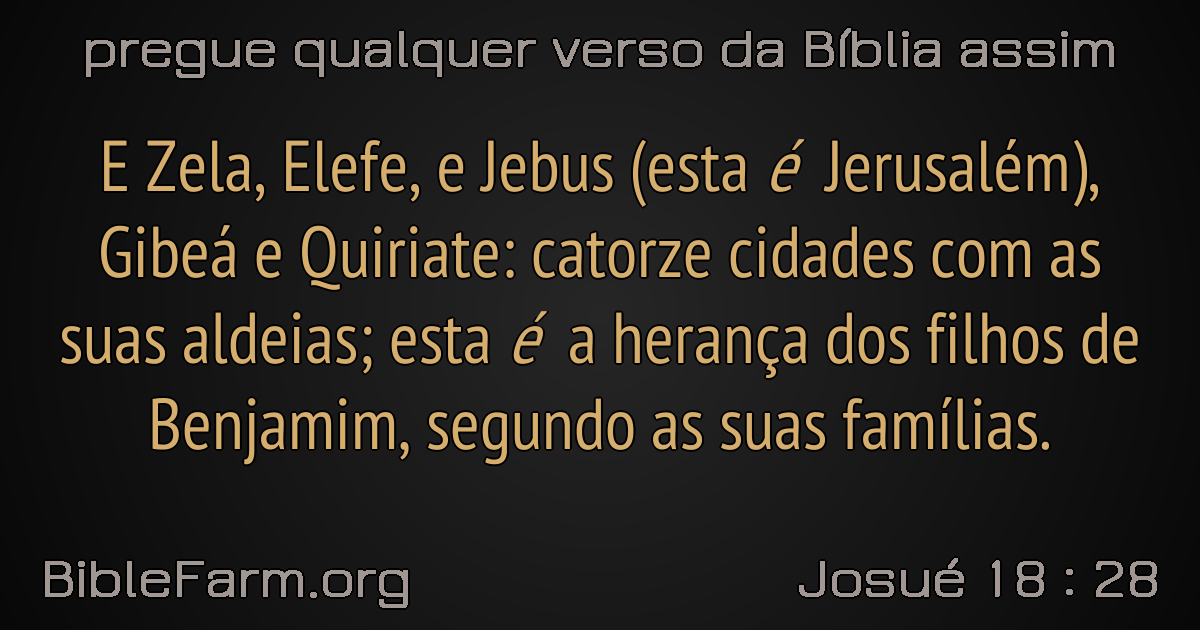 pregue qualquer verso da Bíblia assim
E Zela, Elefe, e Jebus (esta é Jerusalém),
Gibeá e Quiriate: catorze cidades com as
suas aldeias; esta é a herança dos filhos de
Benjamim, segundo as suas famílias.
BibleFarm.org
Josué 18 : 28